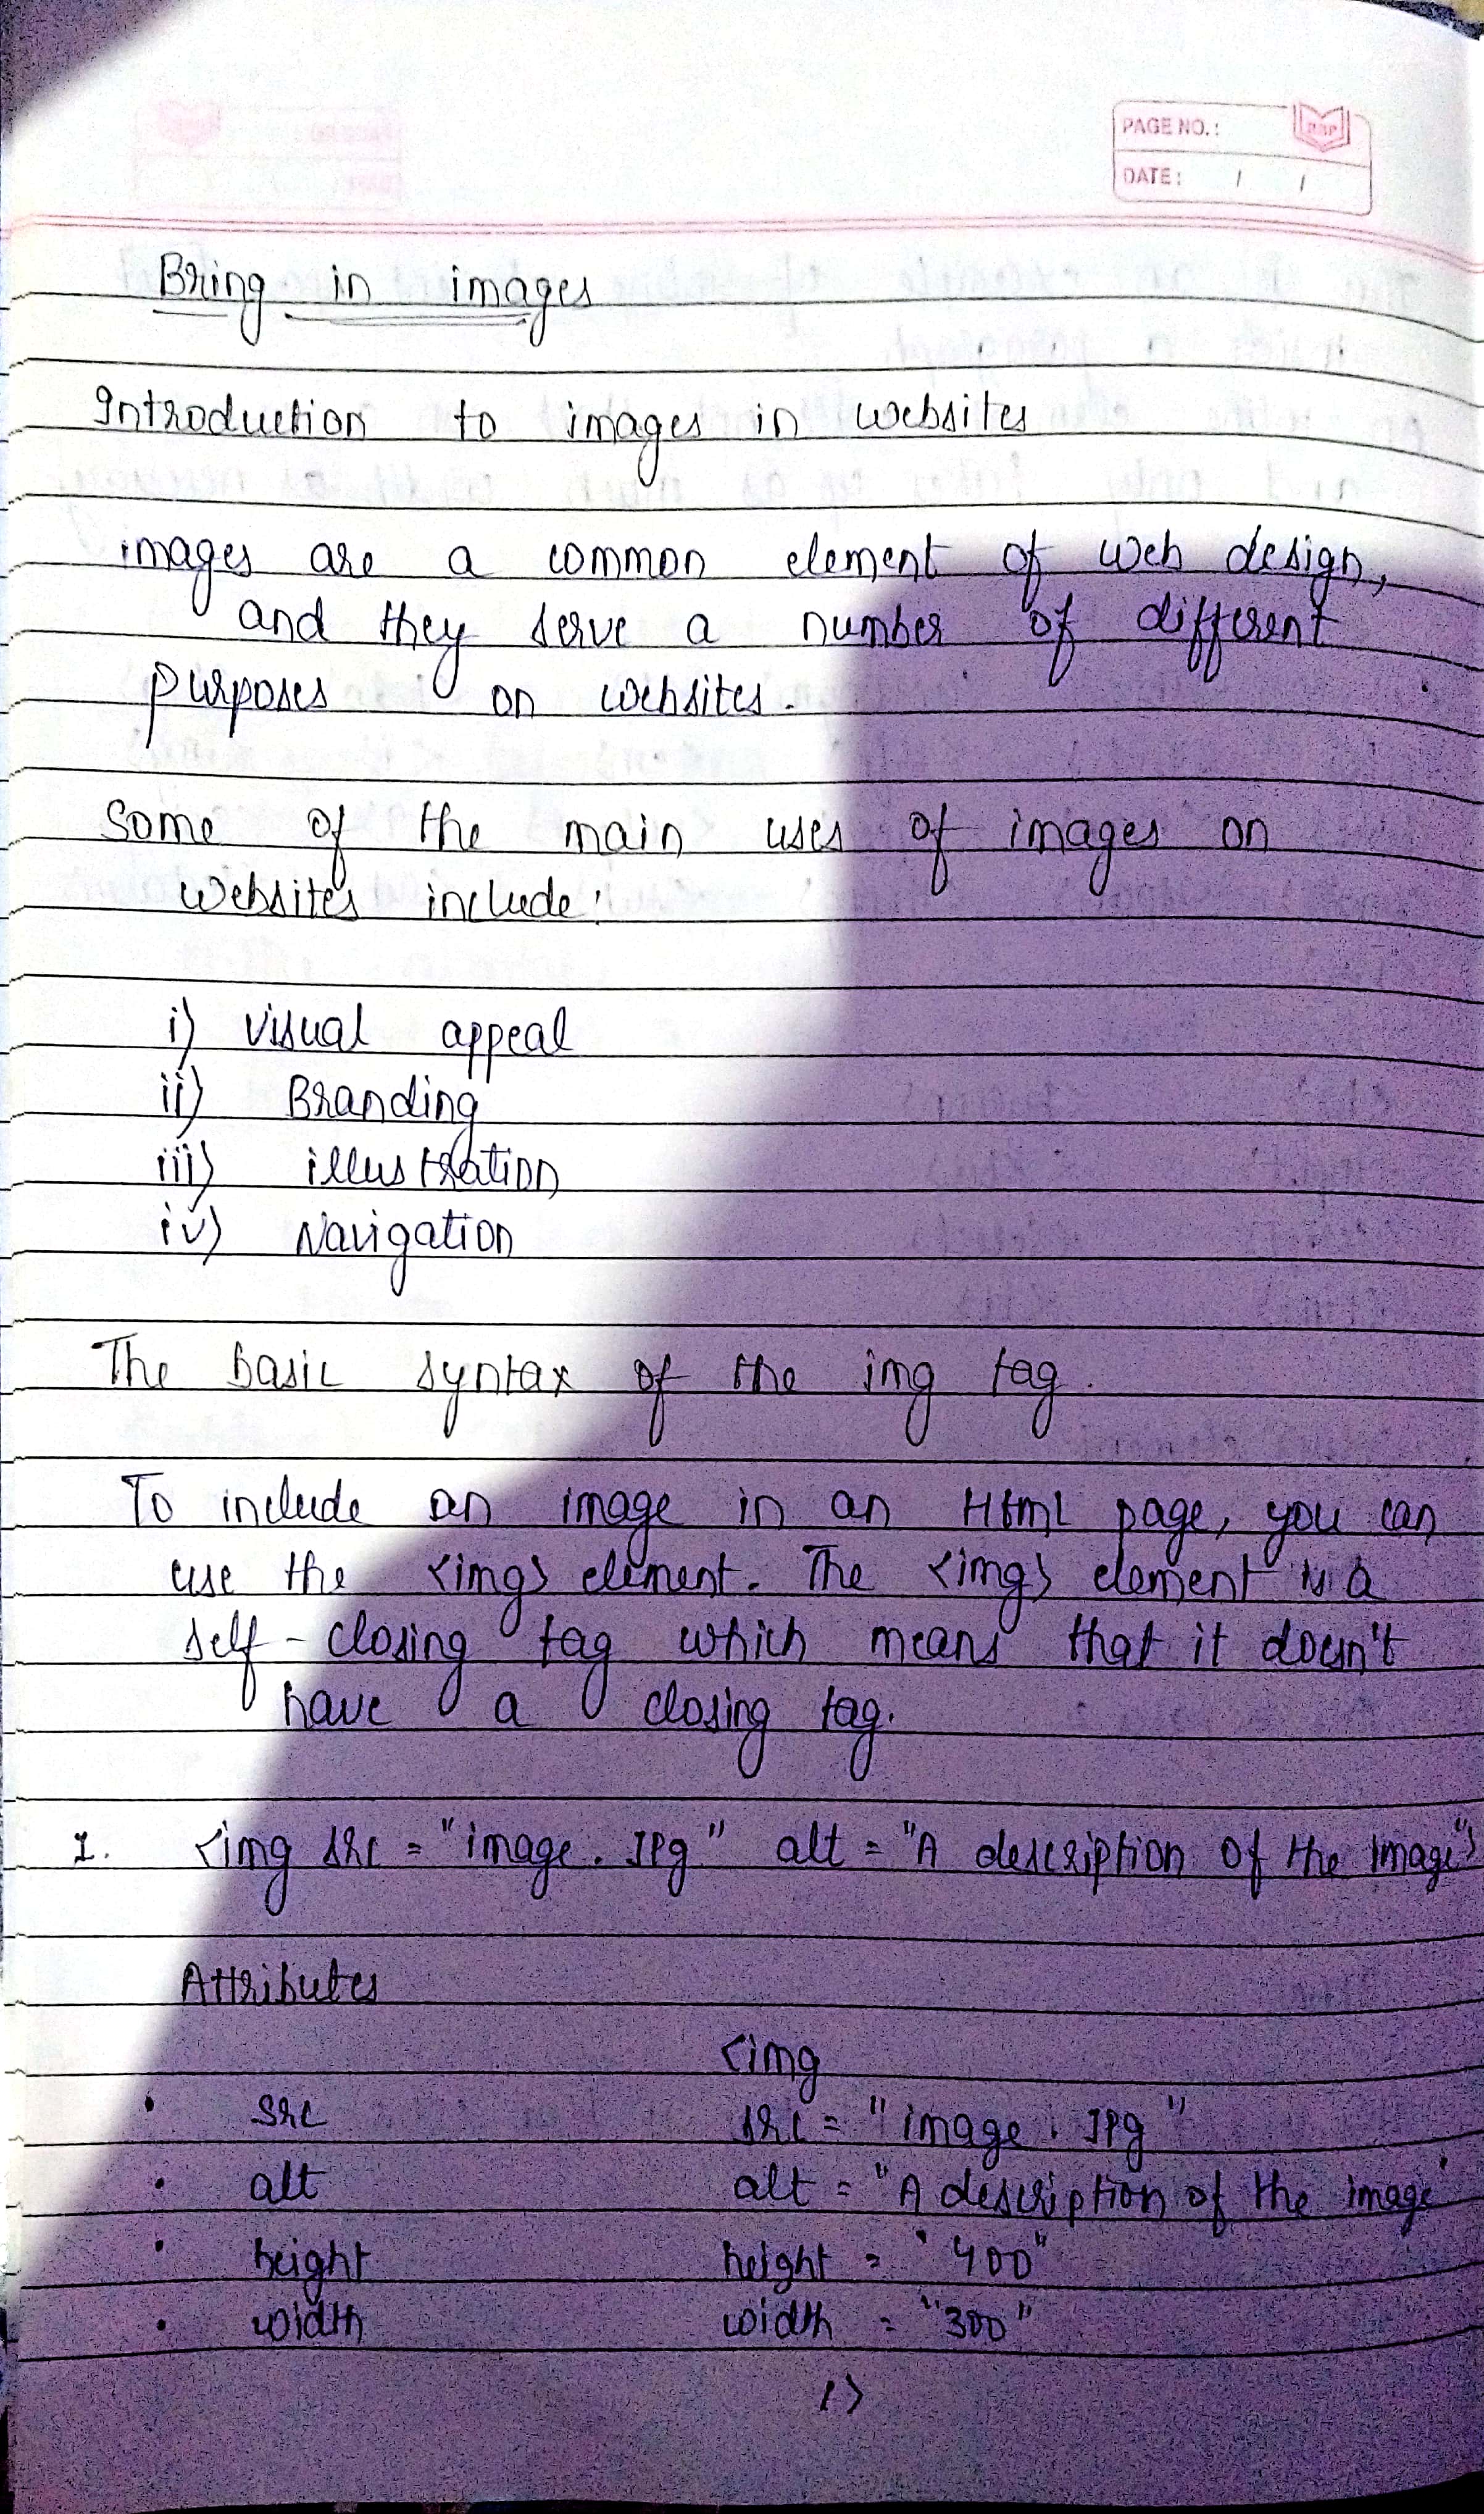 PAGE NO.:
DATE: / /
Bring in images
Introduction to images in websites
images are a common element of web design,
and they serve a number of different
purposes on websites.
Some of the main uses of images on
websites include:
i) visual appeal
ii) Branding
iii) illustration
iv) Navigation
The basic syntax of the img tag.
To include an image in an Html page, you can
use the <img> element. The <img> element is a
self-closing tag which means that it doesn't
have a closing tag.
1. <img src = "image.JPg" alt = "A description of the image">
Attributes
<img
• src src = "image.JPg"
• alt alt = "A description of the image"
• height height = "400"
• width width = "300"
/>